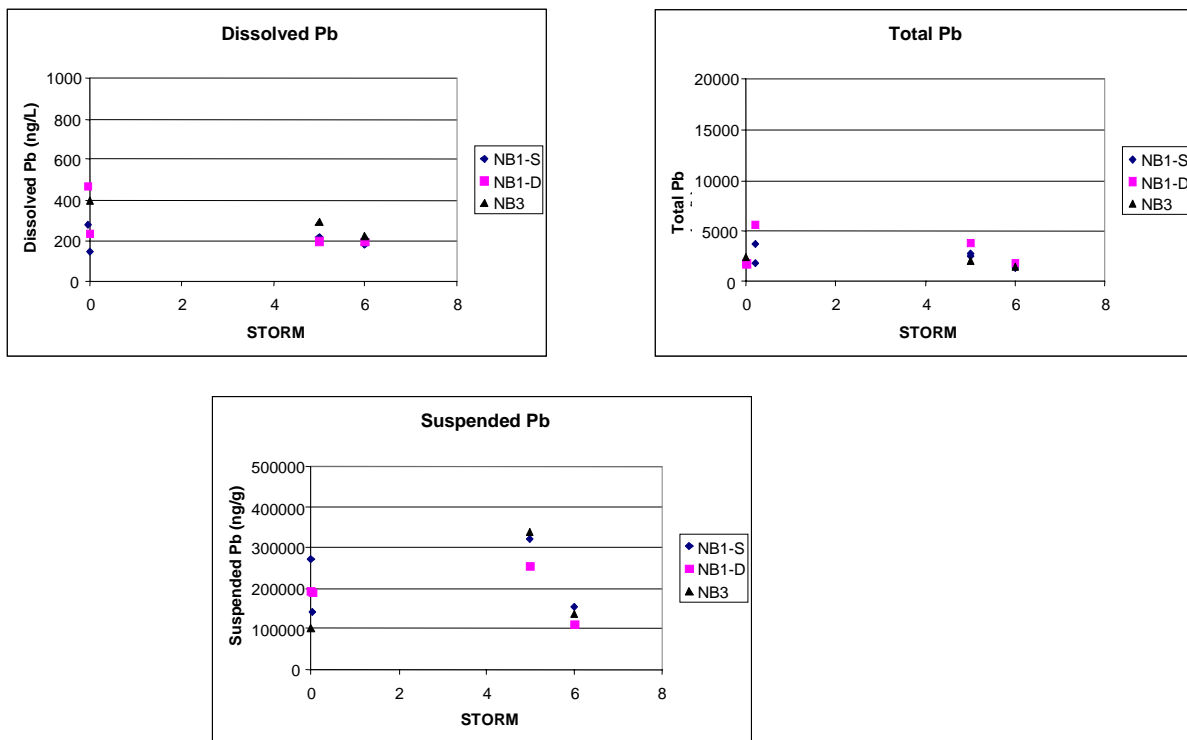 Dissolved Pb
1000
800
600
400
200
0
0 2 4 6 8
Dissolved Pb (ng/L)
STORM
NB1-S
NB1-D
NB3
Total Pb
20000
15000
10000
5000
0
0 2 4 6 8
Total Pb
STORM
NB1-S
NB1-D
NB3
Suspended Pb
500000
400000
300000
200000
100000
0
0 2 4 6 8
Suspended Pb (ng/g)
STORM
NB1-S
NB1-D
NB3